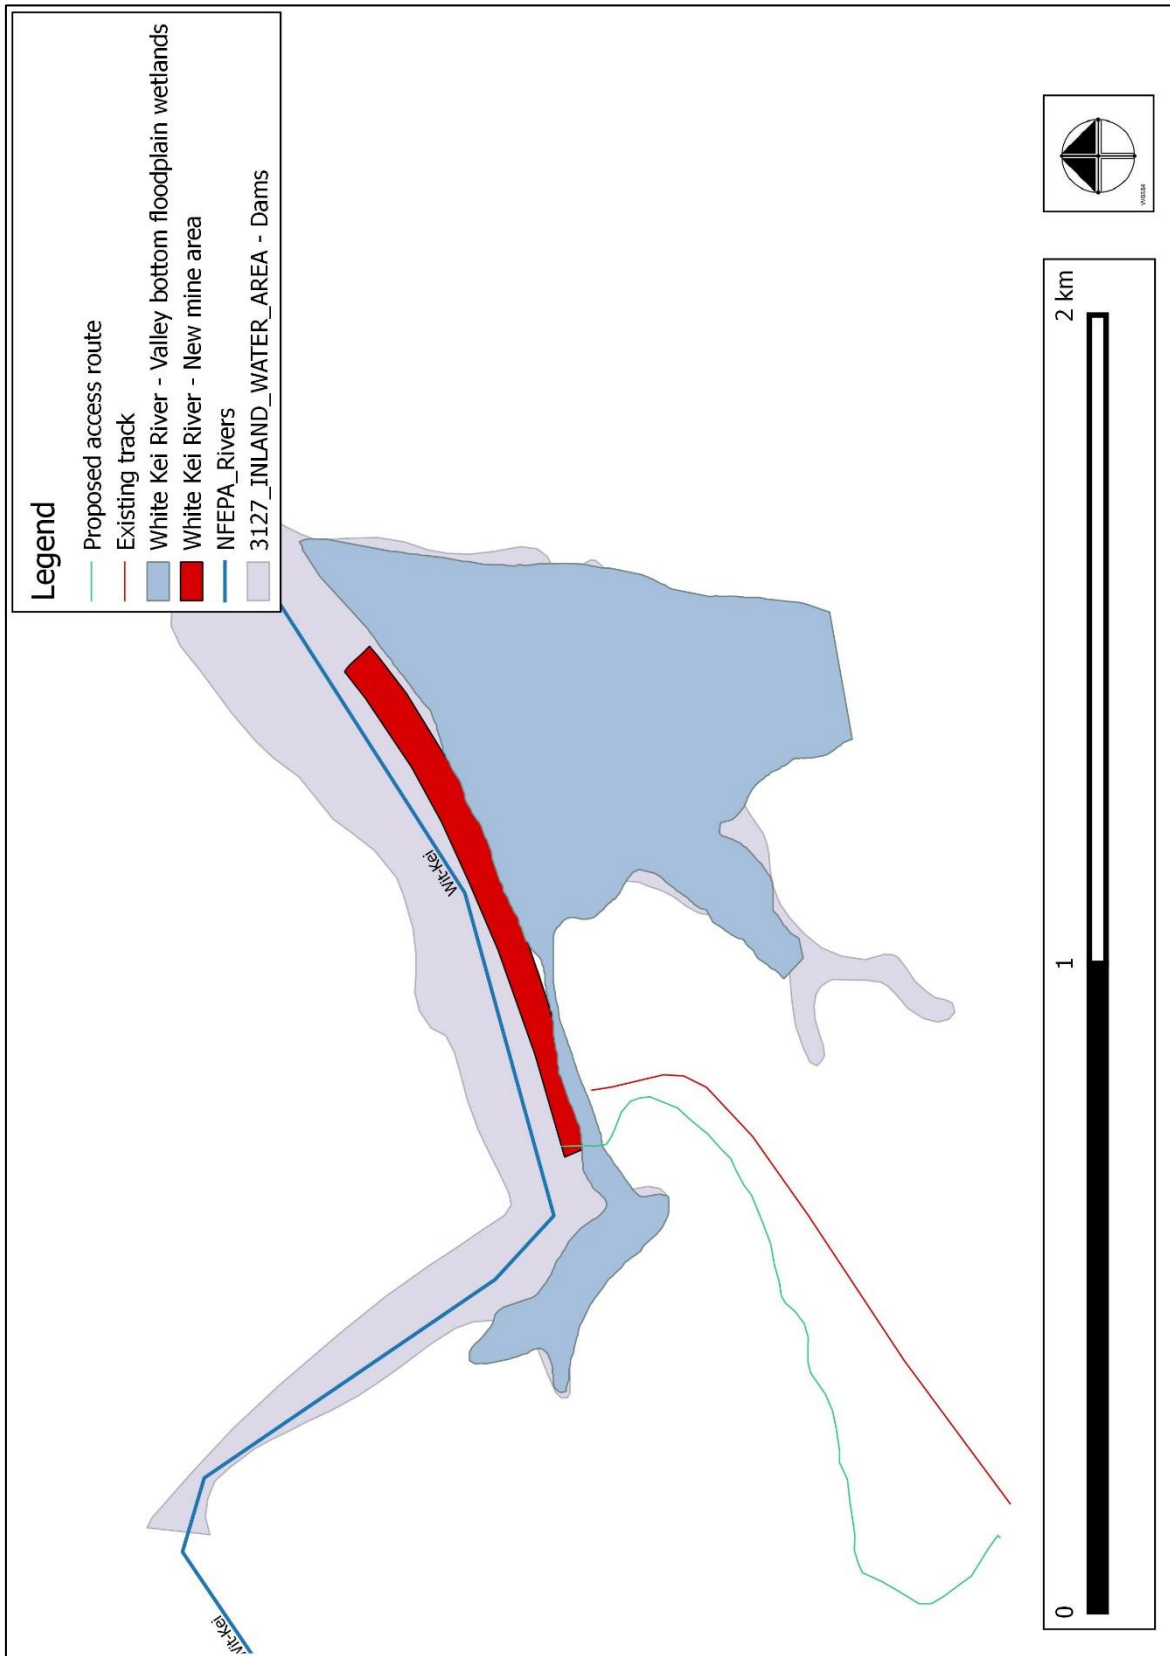 Legend
Proposed access route
Existing track
White Kei River - Valley bottom floodplain wetlands
White Kei River - New mine area
NFEPA_Rivers
3127_INLAND_WATER_AREA - Dams
Wit-Kei
Wit-Kei
0 1 2 km
WGS84